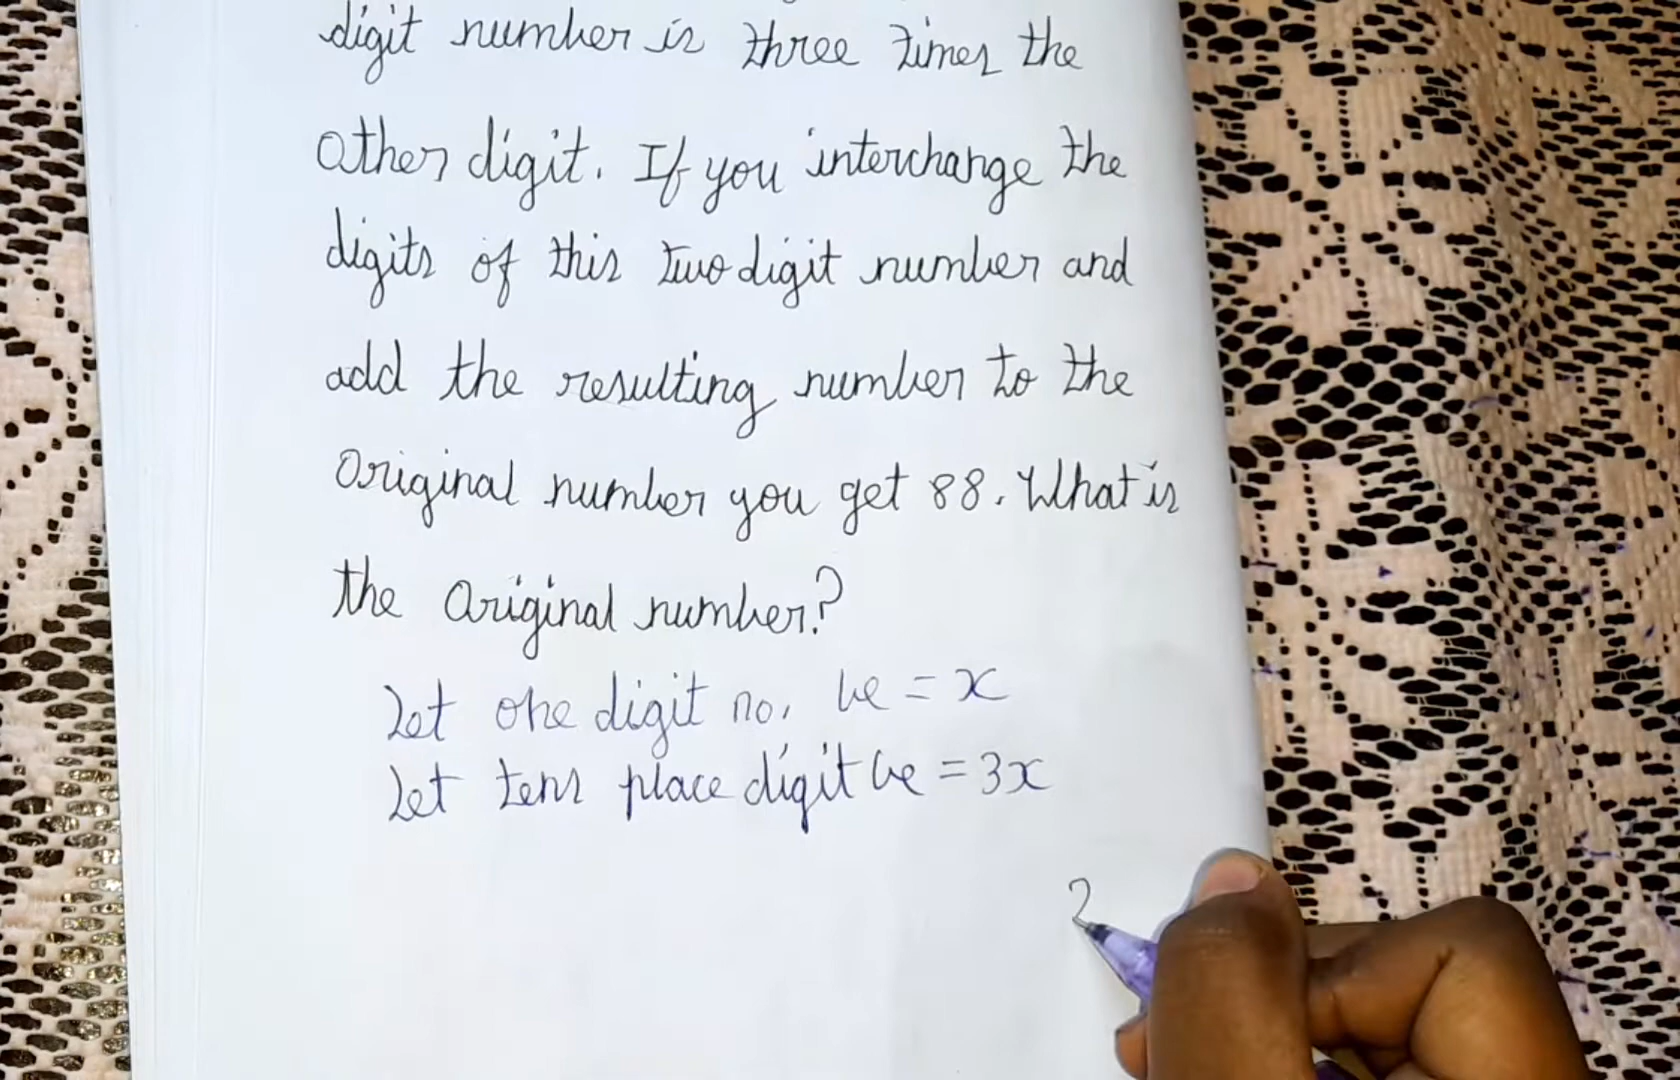 digit number is three times the
other digit. If you interchange the
digits of this two digit number and
add the resulting number to the
original number you get 88. What is
the original number?
Let one digit no. be = x
Let tens place digit be = 3x
2